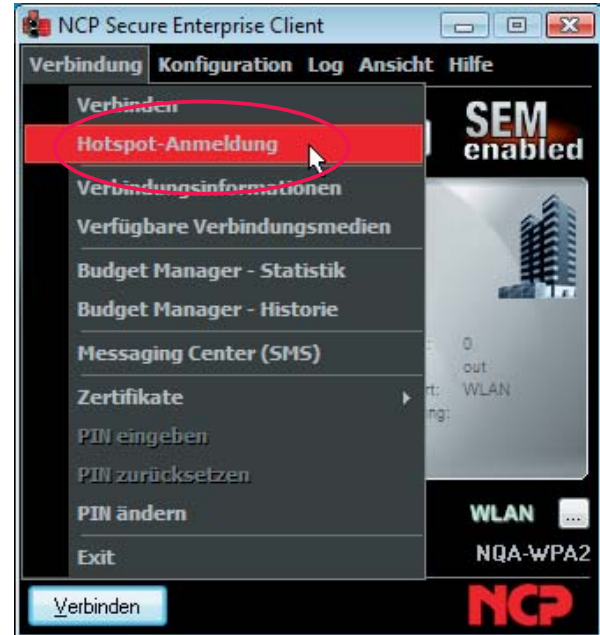 NCP Secure Enterprise Client
Verbindung Konfiguration Log Ansicht Hilfe
Verbinden
Hotspot-Anmeldung
Verbindungsinformationen
Verfügbare Verbindungsmedien
Budget Manager - Statistik
Budget Manager - Historie
Messaging Center (SMS)
Zertifikate
PIN eingeben
PIN zurücksetzen
PIN ändern
Exit
SEM
enabled
0
out
WLAN
WLAN ...
NQA-WPA2
Verbinden
NCP